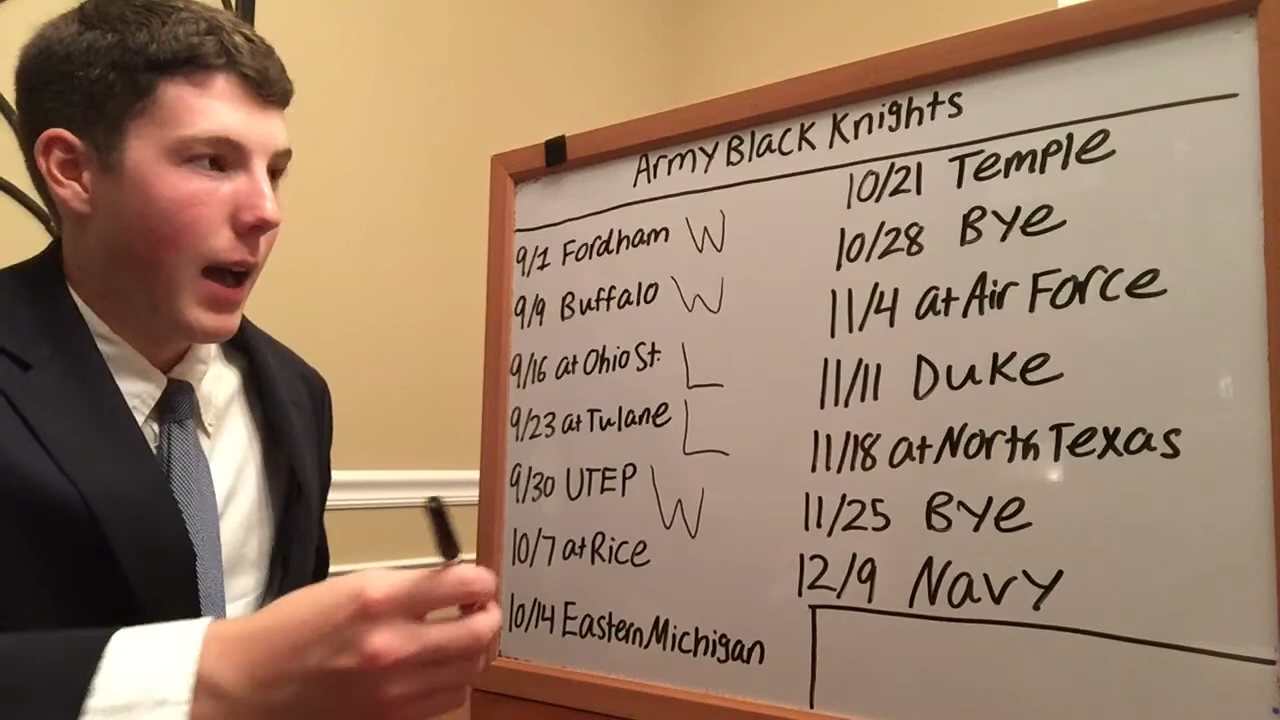 Army Black Knights
9/1 Fordham W
9/9 Buffalo W
9/16 at Ohio St. L
9/23 at Tulane L
9/30 UTEP W
10/7 at Rice
10/14 Eastern Michigan
10/21 Temple
10/28 Bye
11/4 at Air Force
11/11 Duke
11/18 at North Texas
11/25 Bye
12/9 Navy